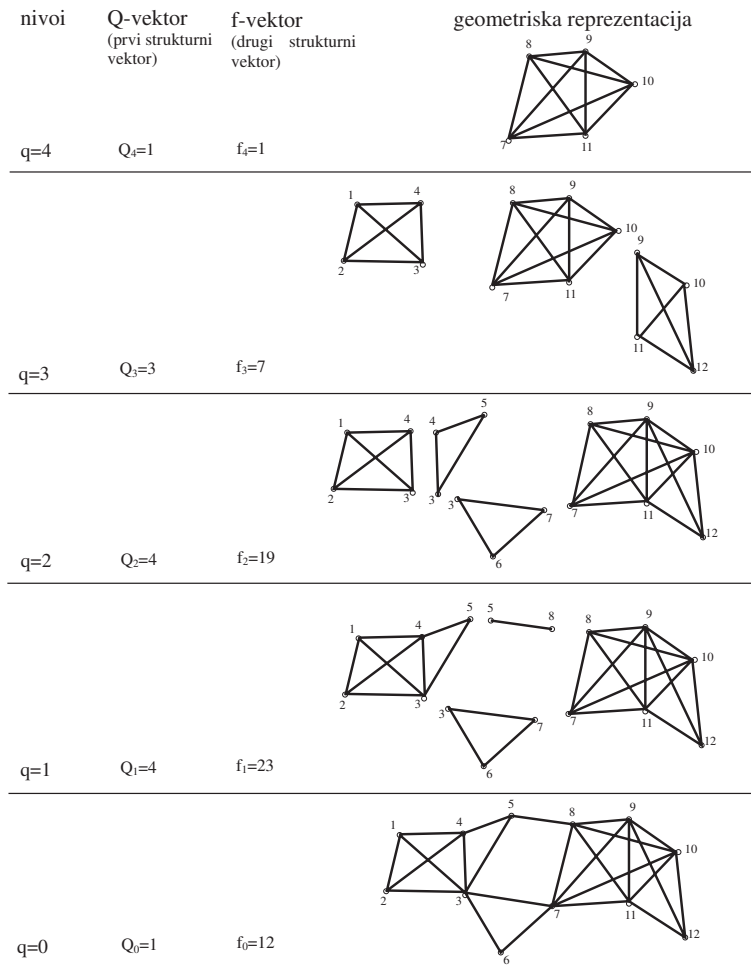 nivoi Q-vektor f-vektor geometriska reprezentacija
(prvi strukturni (drugi strukturni
vektor) vektor)
8 9 10 7 11
q=4 Q4=1 f4=1
1 4 2 3
8 9 10 7 11
9 10 11 12
q=3 Q3=3 f3=7
1 4 2 3
4 5 3
3 7 6
8 9 10 7 11 12
q=2 Q2=4 f2=19
1 4 5 2 3
5 8
3 7 6
8 9 10 7 11 12
q=1 Q1=4 f1=23
1 4 5 8 9 10 2 3 7 11 6 12
q=0 Q0=1 f0=12